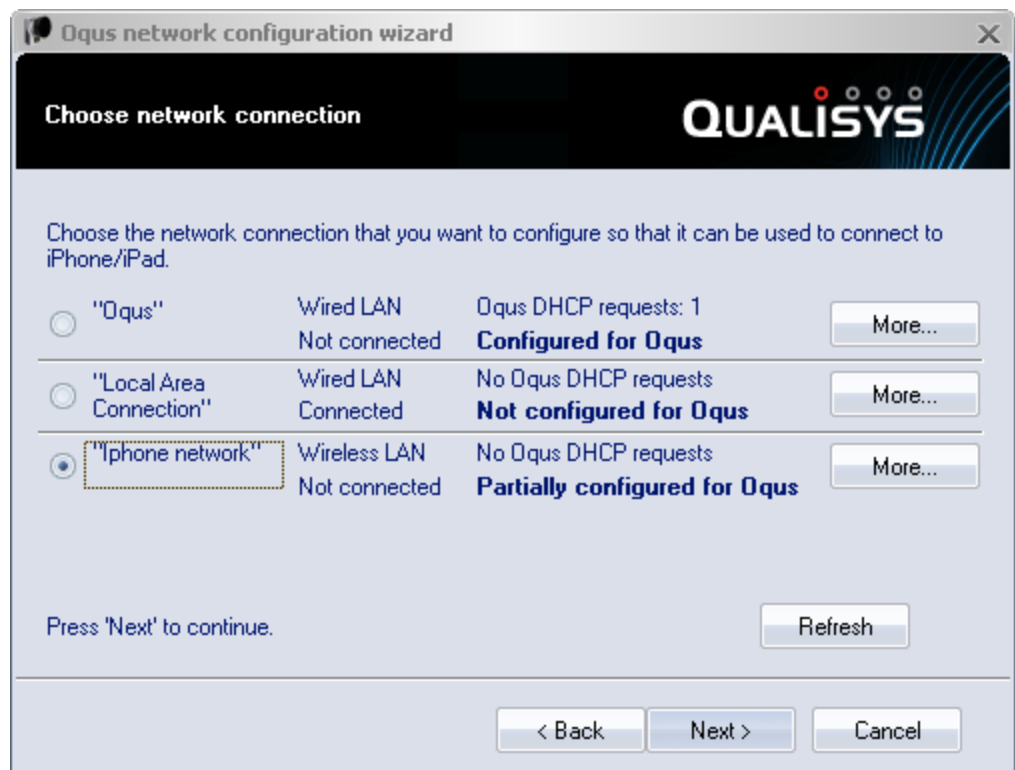 Oqus network configuration wizard
Choose network connection
QUALISYS
Choose the network connection that you want to configure so that it can be used to connect to
iPhone/iPad.
"Oqus" Wired LAN Oqus DHCP requests: 1 More...
Not connected Configured for Oqus
"Local Area Wired LAN No Oqus DHCP requests More...
Connection" Connected Not configured for Oqus
"Iphone network" Wireless LAN No Oqus DHCP requests More...
Not connected Partially configured for Oqus
Press 'Next' to continue. Refresh
< Back Next > Cancel